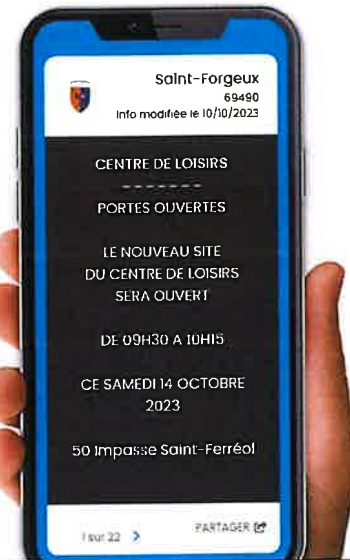 Saint-Forgeux
69490
Info modifiée le 10/10/2023
CENTRE DE LOISIRS
--------
PORTES OUVERTES
LE NOUVEAU SITE
DU CENTRE DE LOISIRS
SERA OUVERT
DE 09H30 A 10H15
CE SAMEDI 14 OCTOBRE
2023
50 Impasse Saint-Ferréol
1 sur 22 >
PARTAGER